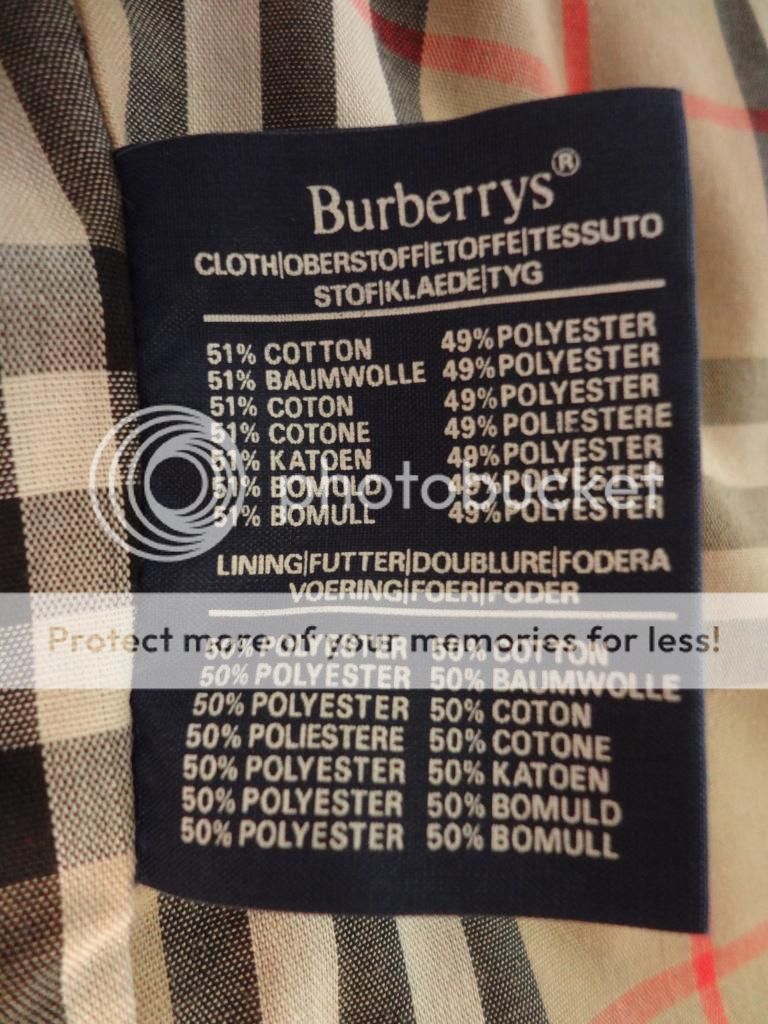 Burberrys®
CLOTH|OBERSTOFF|ETOFFE|TESSUTO
STOF|KLAEDE|TYG
51% COTTON 49% POLYESTER
51% BAUMWOLLE 49% POLYESTER
51% COTON 49% POLYESTER
51% COTONE 49% POLIESTERE
51% KATOEN 49% POLYESTER
51% BOMULD 49% POLYESTER
51% BOMULL 49% POLYESTER
photobucket
LINING|FUTTER|DOUBLURE|FODERA
VOERING|FOER|FODER
Protect more of your memories for less!
50% POLYESTER 50% COTTON
50% POLYESTER 50% BAUMWOLLE
50% POLYESTER 50% COTON
50% POLIESTERE 50% COTONE
50% POLYESTER 50% KATOEN
50% POLYESTER 50% BOMULD
50% POLYESTER 50% BOMULL